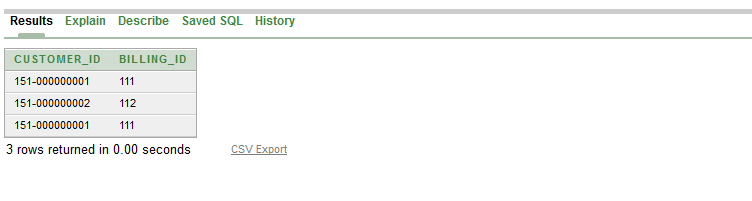 Results Explain Describe Saved SQL History
CUSTOMER_ID BILLING_ID
151-000000001 111
151-000000002 112
151-000000001 111
3 rows returned in 0.00 seconds CSV Export